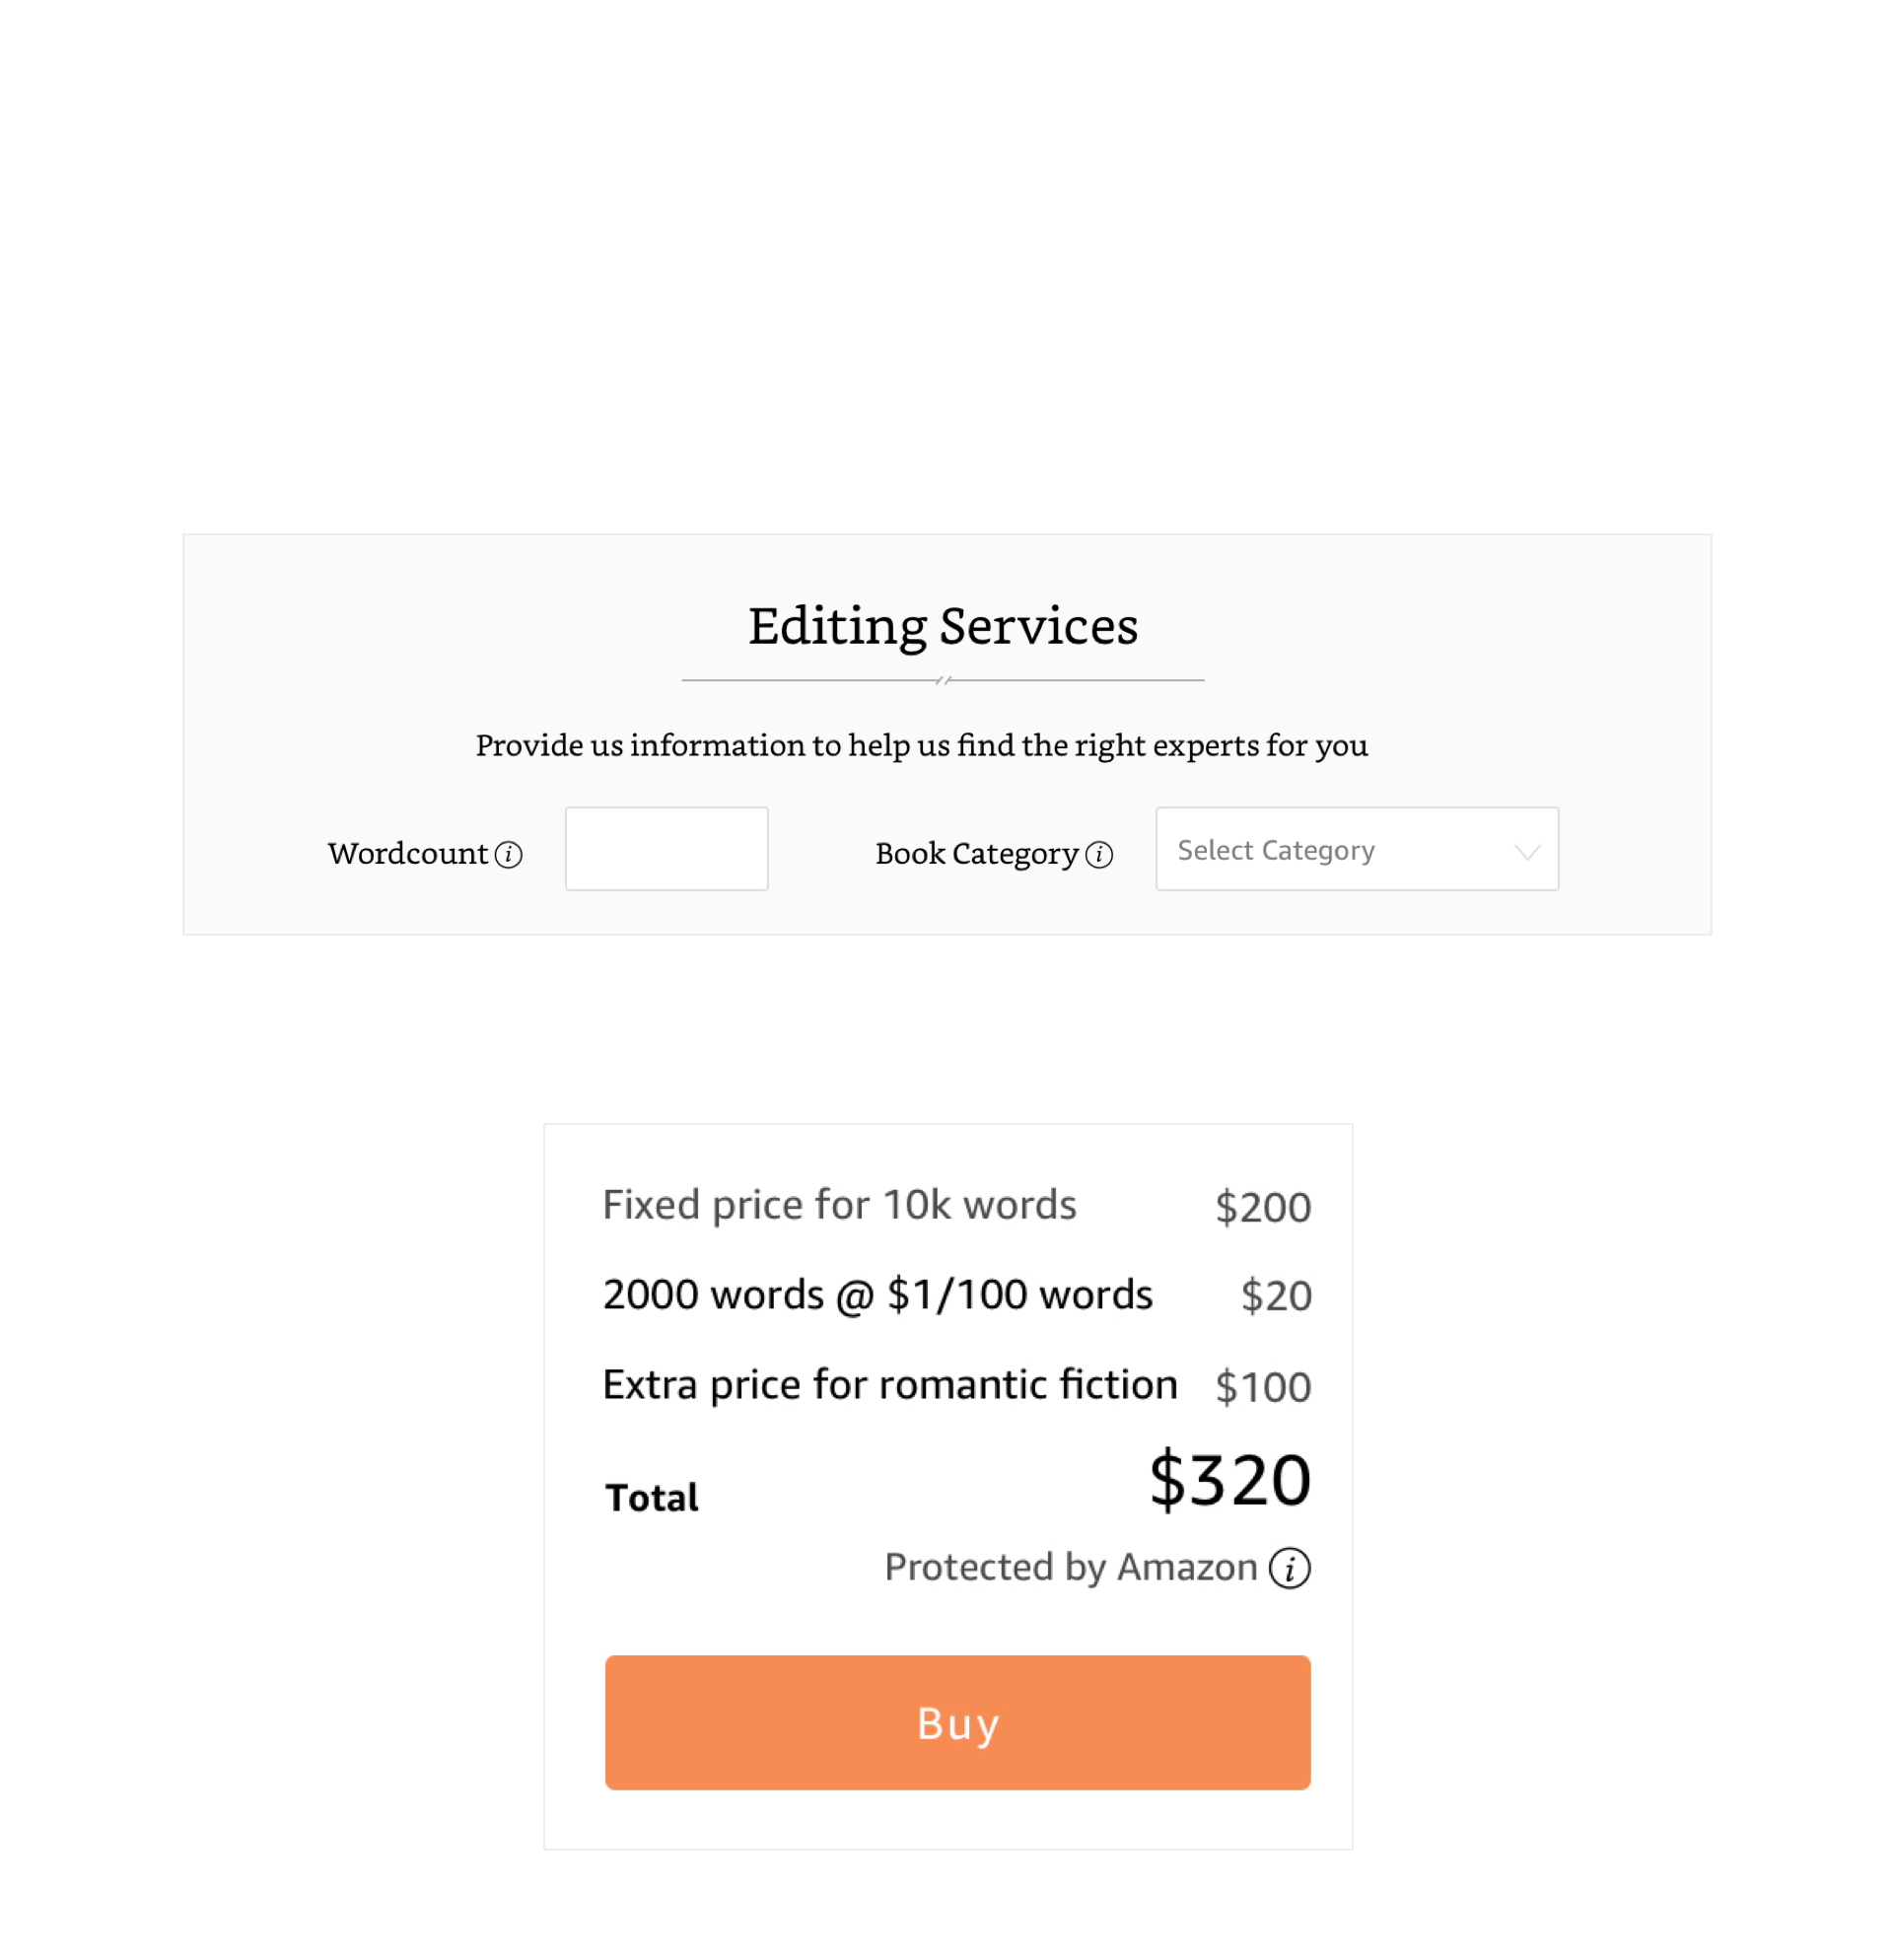 Editing Services
Provide us information to help us find the right experts for you
Wordcount i Book Category i Select Category
Fixed price for 10k words $200
2000 words @ $1/100 words $20
Extra price for romantic fiction $100
Total $320
Protected by Amazon i
Buy